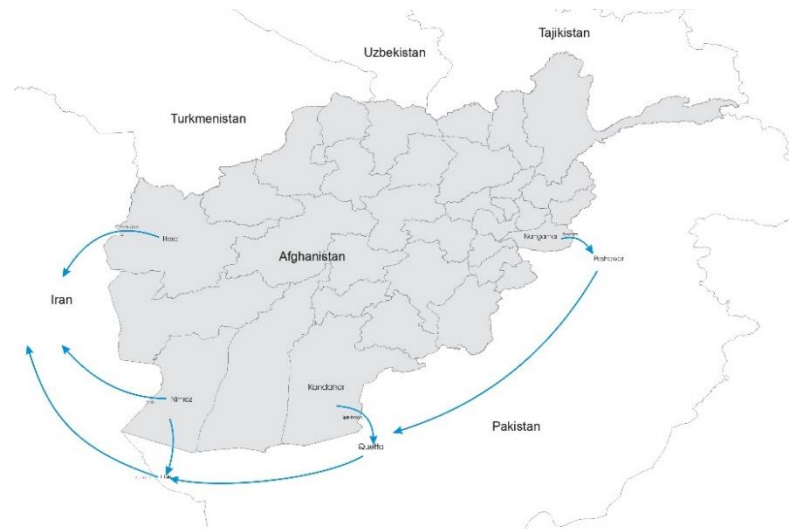 Tajikistan
Uzbekistan
Turkmenistan
Herat
Nangarhar
Peshawar
Afghanistan
Iran
Kandahar
Nimroz
Pakistan
Quetta